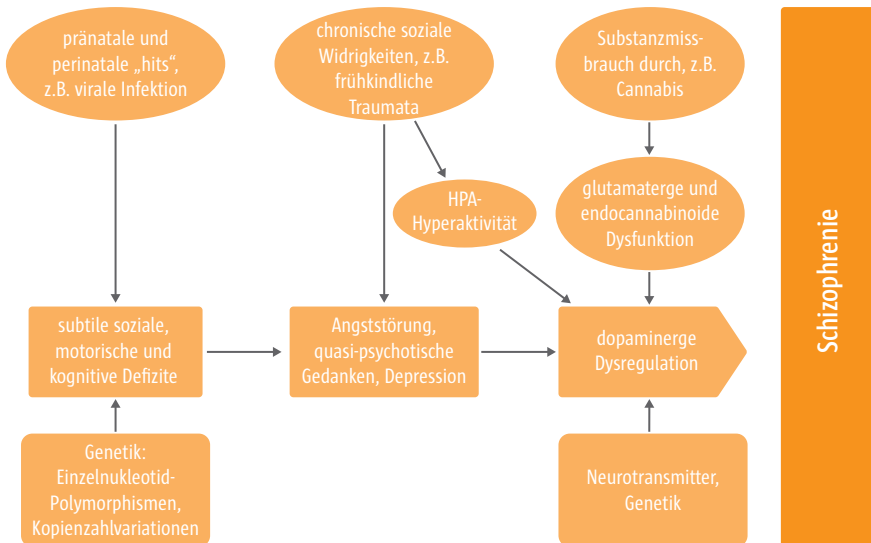 pränatale und
perinatale „hits“,
z.B. virale Infektion
chronische soziale
Widrigkeiten, z.B.
frühkindliche
Traumata
Substanzmiss-
brauch durch, z.B.
Cannabis
HPA-
Hyperaktivität
glutamaterge und
endocannabinoide
Dysfunktion
subtile soziale,
motorische und
kognitive Defizite
Angststörung,
quasi-psychotische
Gedanken, Depression
dopaminerge
Dysregulation
Genetik:
Einzelnukleotid-
Polymorphismen,
Kopienzahlvariationen
Neurotransmitter,
Genetik
Schizophrenie